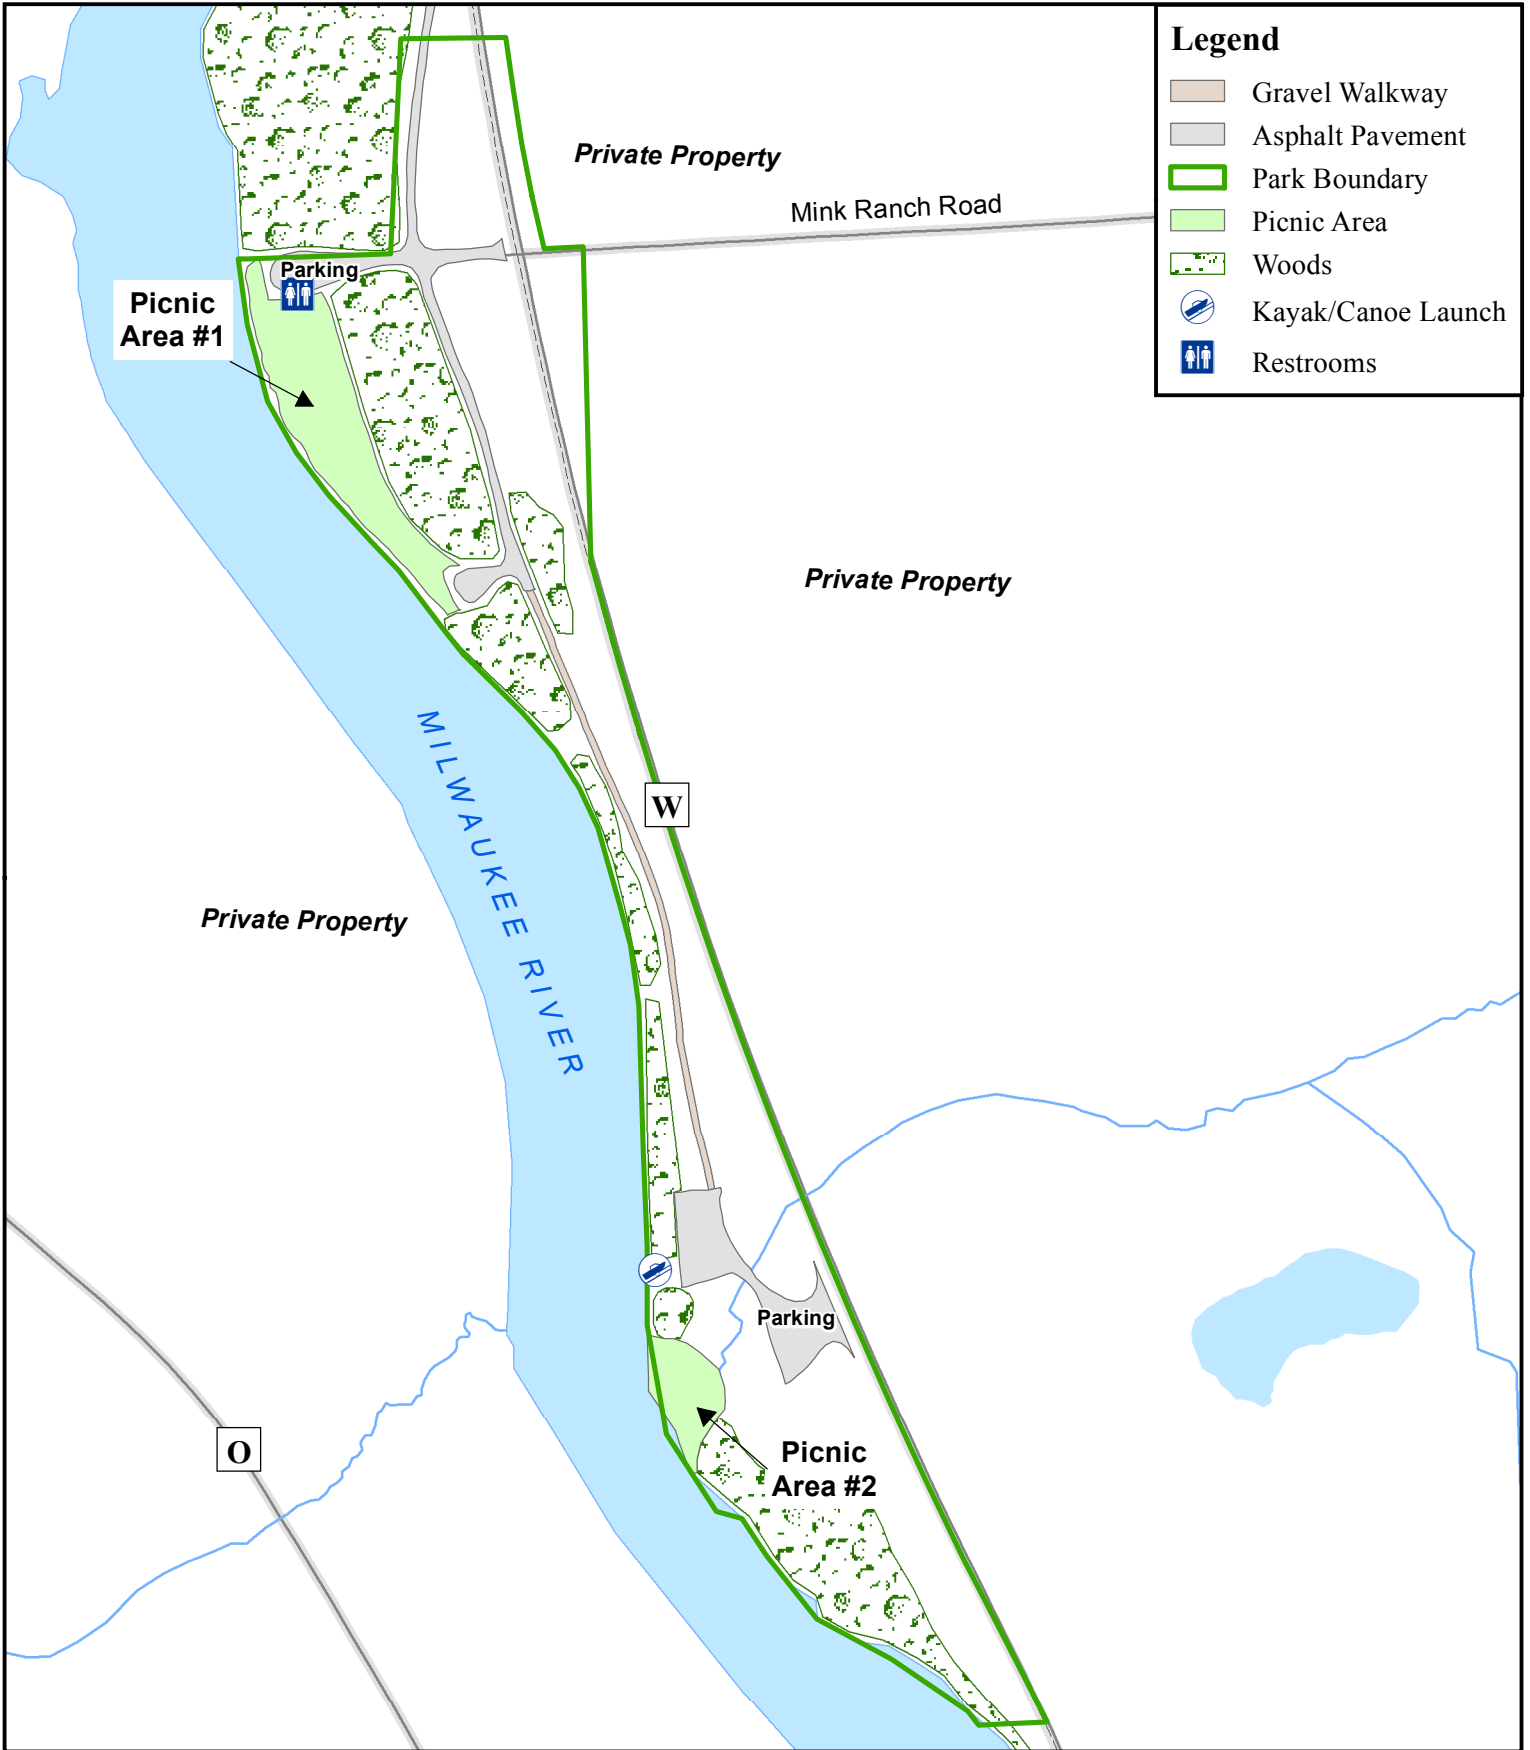 Legend
Gravel Walkway
Asphalt Pavement
Park Boundary
Picnic Area
Woods
Kayak/Canoe Launch
Restrooms
Private Property
Mink Ranch Road
Parking
Picnic
Area #1
Private Property
MILWAUKEE RIVER
W
Private Property
Parking
O
Picnic
Area #2